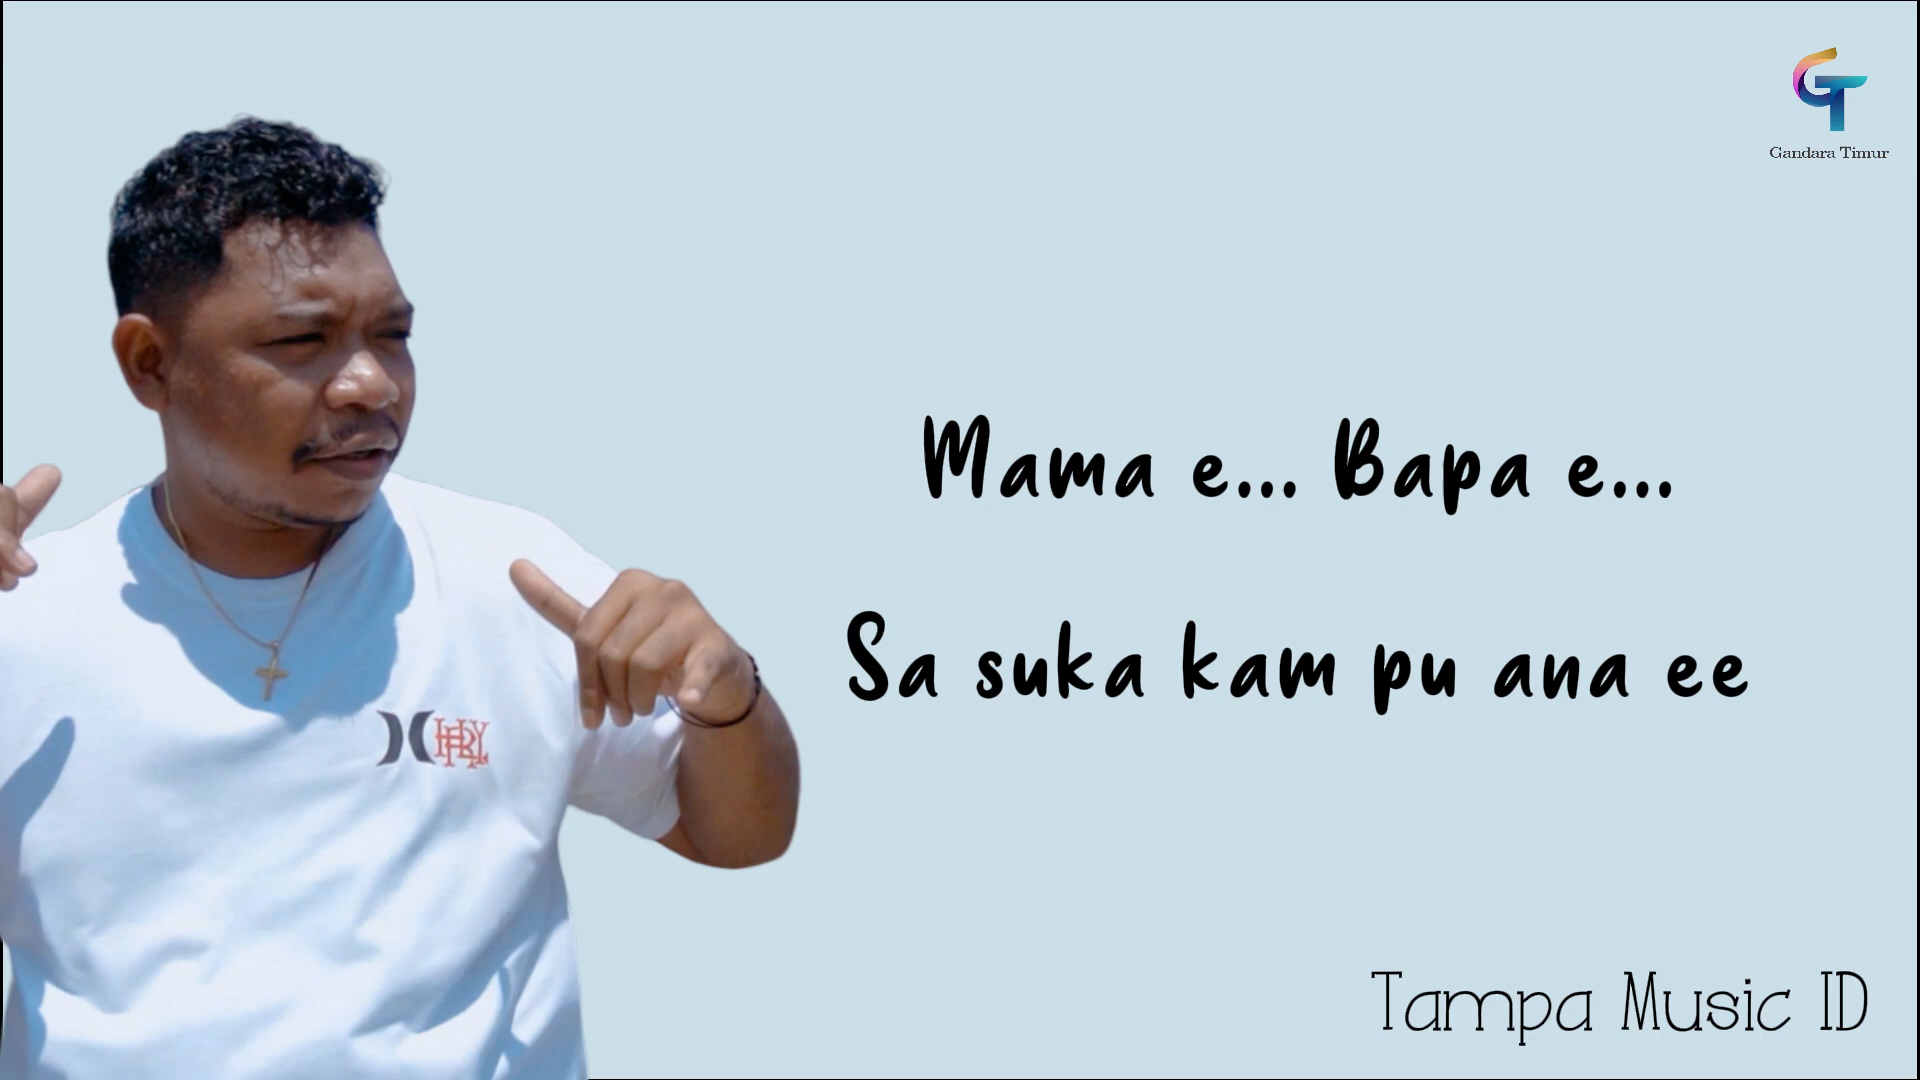 Gandara Timur
Mama e... Bapa e...
Sa suka kam pu ana ee
Tampa Music ID